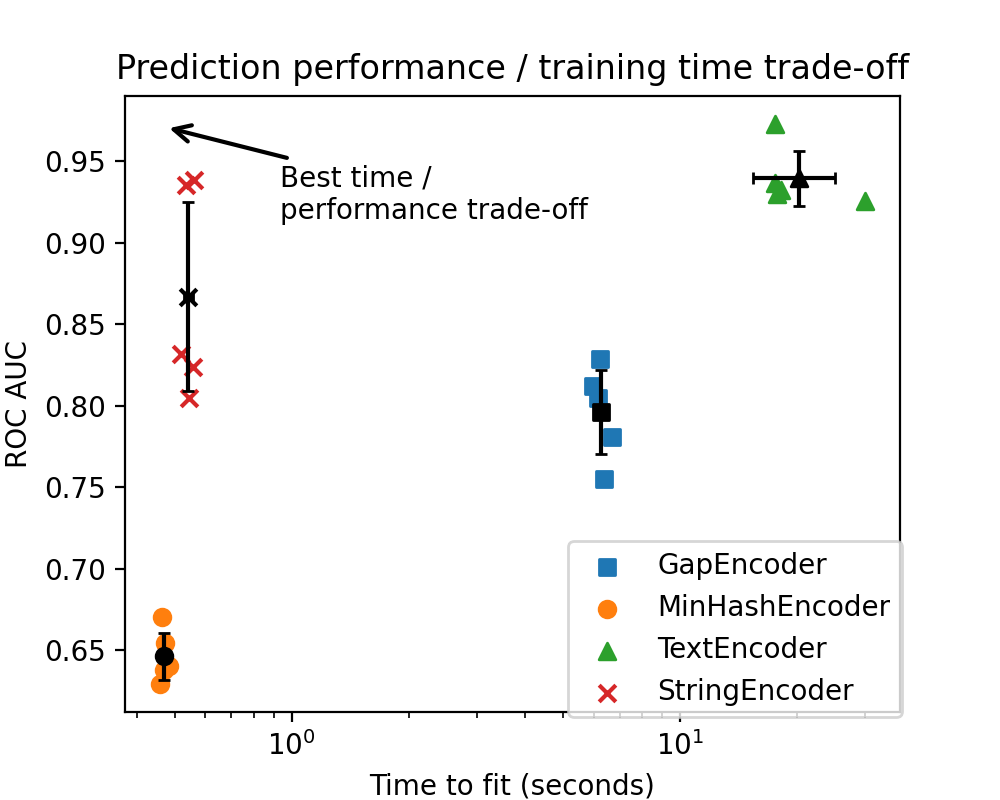 Prediction performance / training time trade-off
Best time /
performance trade-off
ROC AUC
0.95
0.90
0.85
0.80
0.75
0.70
0.65
GapEncoder
MinHashEncoder
TextEncoder
StringEncoder
10⁰
10¹
Time to fit (seconds)